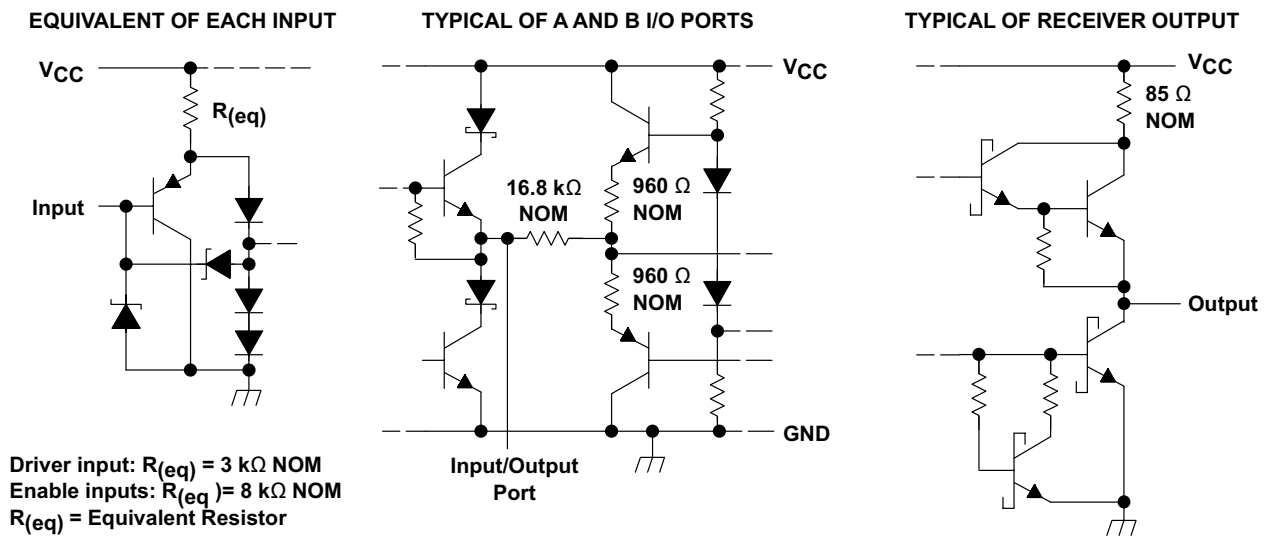 EQUIVALENT OF EACH INPUT
VCC
R(eq)
Input
Driver input: R(eq) = 3 kΩ NOM
Enable inputs: R(eq )= 8 kΩ NOM
R(eq) = Equivalent Resistor
TYPICAL OF A AND B I/O PORTS
VCC
16.8 kΩ
NOM
960 Ω
NOM
960 Ω
NOM
GND
Input/Output
Port
TYPICAL OF RECEIVER OUTPUT
VCC
85 Ω
NOM
Output